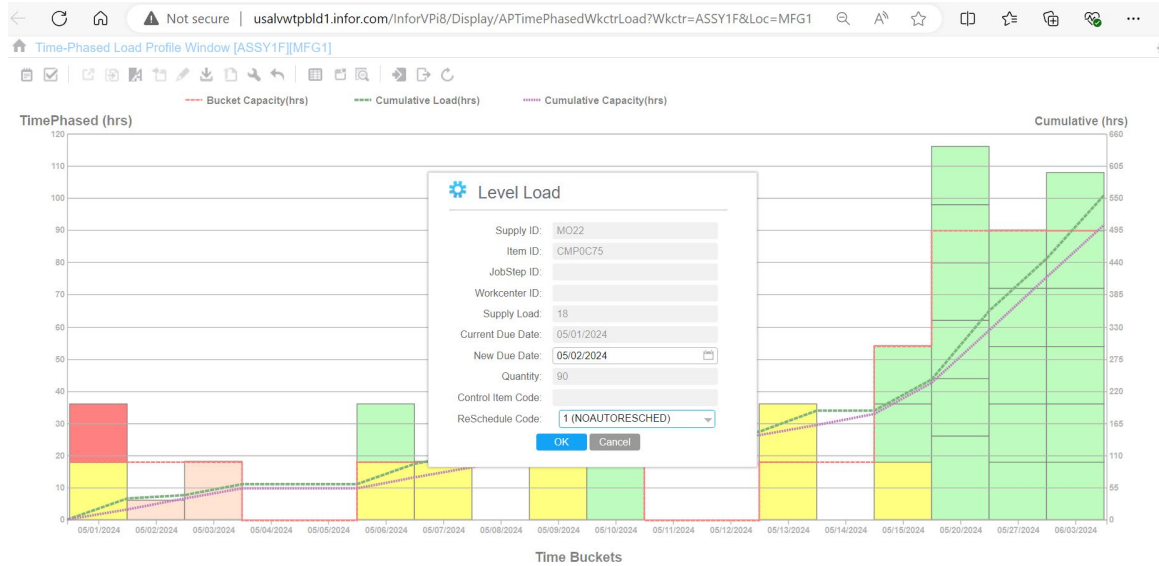 Not secure | usalvwtpbld1.infor.com/InforVPi8/Display/APTimePhasedWkctrLoad?Wkctr=ASSY1F&Loc=MFG1
Time-Phased Load Profile Window [ASSY1F][MFG1]
Bucket Capacity(hrs) Cumulative Load(hrs) Cumulative Capacity(hrs)
TimePhased (hrs) Cumulative (hrs)
120 660
110 605
100 550
90 495
80 440
70 385
60 330
50 275
40 220
30 165
20 110
10 55
0 0
Level Load
Supply ID: MO22
Item ID: CMP0C75
JobStep ID:
Workcenter ID:
Supply Load: 18
Current Due Date: 05/01/2024
New Due Date: 05/02/2024
Quantity: 90
Control Item Code:
ReSchedule Code: 1 (NOAUTORESCHED)
OK Cancel
05/01/2024 05/02/2024 05/03/2024 05/04/2024 05/05/2024 05/06/2024 05/07/2024 05/08/2024 05/09/2024 05/10/2024 05/11/2024 05/12/2024 05/13/2024 05/14/2024 05/15/2024 05/20/2024 05/27/2024 06/03/2024
Time Buckets